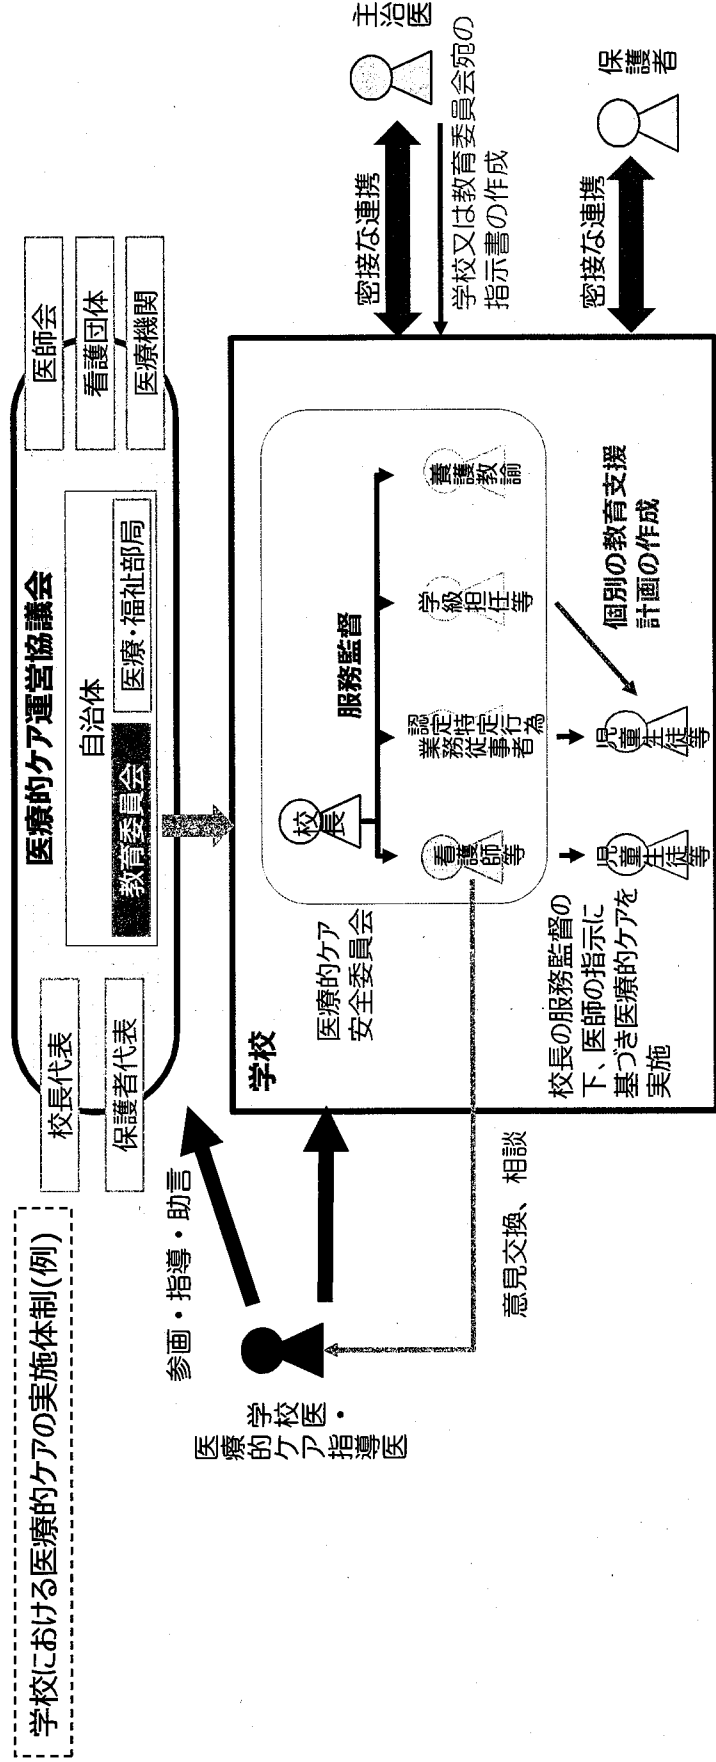 学校における医療的ケアの実施体制(例)
医療的ケア運営協議会
校長代表
保護者代表
自治体
教育委員会
医療・福祉部局
医師会
看護団体
医療機関
参画・指導・助言
学校医・
医療的ケア指導医
意見交換、相談
学校
医療的ケア
安全委員会
校長
服務監督
看護師等
認定特定行為
業務従事者
学級担任等
養護教諭
校長の服務監督の
下、医師の指示に
基づき医療的ケアを
実施
児童生徒等
児童生徒等
個別の教育支援
計画の作成
密接な連携
主治医
学校又は教育委員会宛の
指示書の作成
密接な連携
保護者